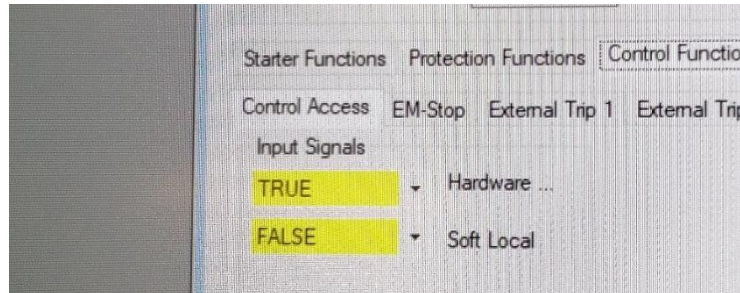 Starter Functions Protection Functions Control Functio
Control Access EM-Stop External Trip 1 External Trip
Input Signals
TRUE Hardware ...
FALSE Soft Local